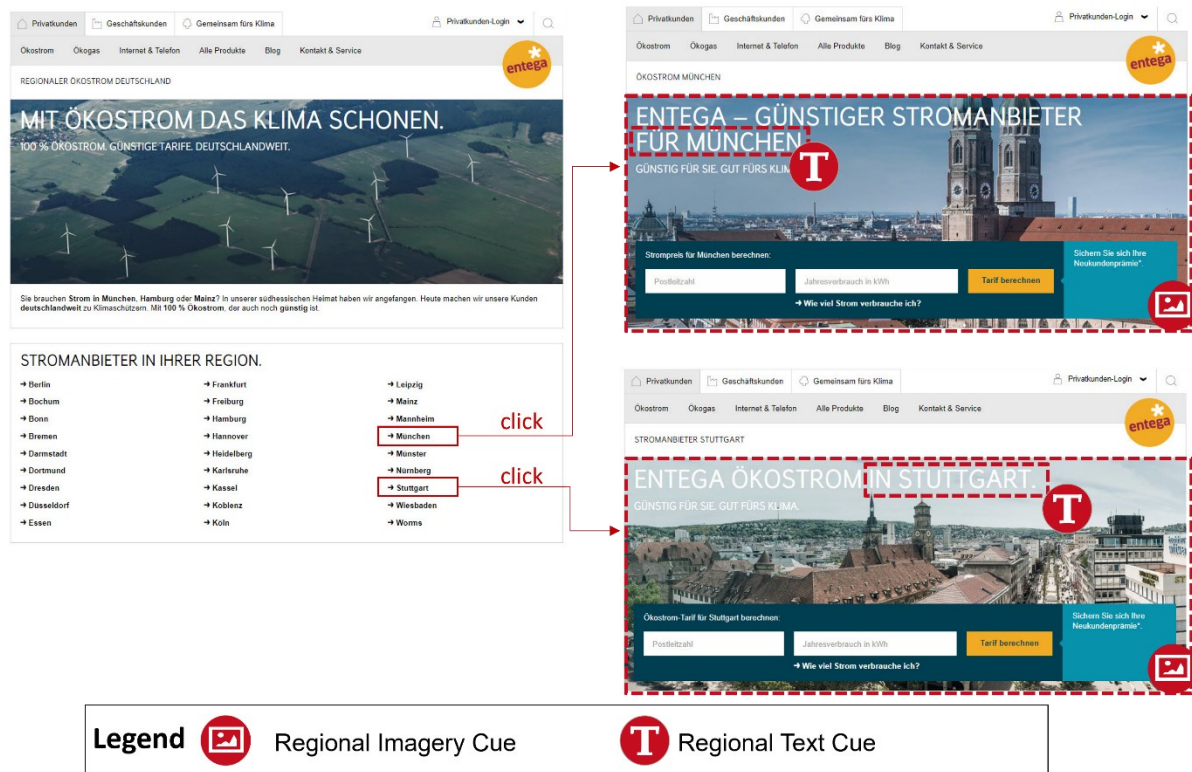 Privatkunden Geschäftskunden Gemeinsam fürs Klima Privatkunden-Login
Ökostrom Ökogas Internet & Telefon Alle Produkte Blog Kontakt & Service
entega
REGIONALER ÖKOSTROM DEUTSCHLAND
MIT ÖKOSTROM DAS KLIMA SCHONEN.
100 % ÖKOSTROM. GÜNSTIGE TARIFE. DEUTSCHLANDWEIT.
Sie brauchen Strom in München, Hamburg oder Mainz? In unserer südhessischen Heimat haben wir angefangen. Heute machen wir unsere Kunden
deutschlandweit zu Klimaschützern. Mit 100 % Ökostrom, der auch noch günstig ist.
STROMANBIETER IN IHRER REGION.
→ Berlin → Frankfurt → Leipzig
→ Bochum → Freiburg → Mainz
→ Bonn → Hamburg → Mannheim
→ Bremen → Hannover → München
→ Darmstadt → Heidelberg → Münster
→ Dortmund → Karlsruhe → Nürnberg
→ Dresden → Kassel → Stuttgart
→ Düsseldorf → Koblenz → Wiesbaden
→ Essen → Köln → Worms
click
click
Privatkunden Geschäftskunden Gemeinsam fürs Klima Privatkunden-Login
Ökostrom Ökogas Internet & Telefon Alle Produkte Blog Kontakt & Service
entega
ÖKOSTROM MÜNCHEN
ENTEGA – GÜNSTIGER STROMANBIETER
FÜR MÜNCHEN
T
GÜNSTIG FÜR SIE. GUT FÜRS KLIM
Strompreis für München berechnen:
Sichern Sie sich Ihre
Neukundenprämie*.
Postleitzahl Jahresverbrauch in kWh Tarif berechnen
→ Wie viel Strom verbrauche ich?
Privatkunden Geschäftskunden Gemeinsam fürs Klima Privatkunden-Login
Ökostrom Ökogas Internet & Telefon Alle Produkte Blog Kontakt & Service
entega
STROMANBIETER STUTTGART
ENTEGA ÖKOSTROM IN STUTTGART.
GÜNSTIG FÜR SIE. GUT FÜRS KLIMA.
T
Ökostrom-Tarif für Stuttgart berechnen:
Sichern Sie sich Ihre
Neukundenprämie*.
Postleitzahl Jahresverbrauch in kWh Tarif berechnen
→ Wie viel Strom verbrauche ich?
Legend Regional Imagery Cue T Regional Text Cue